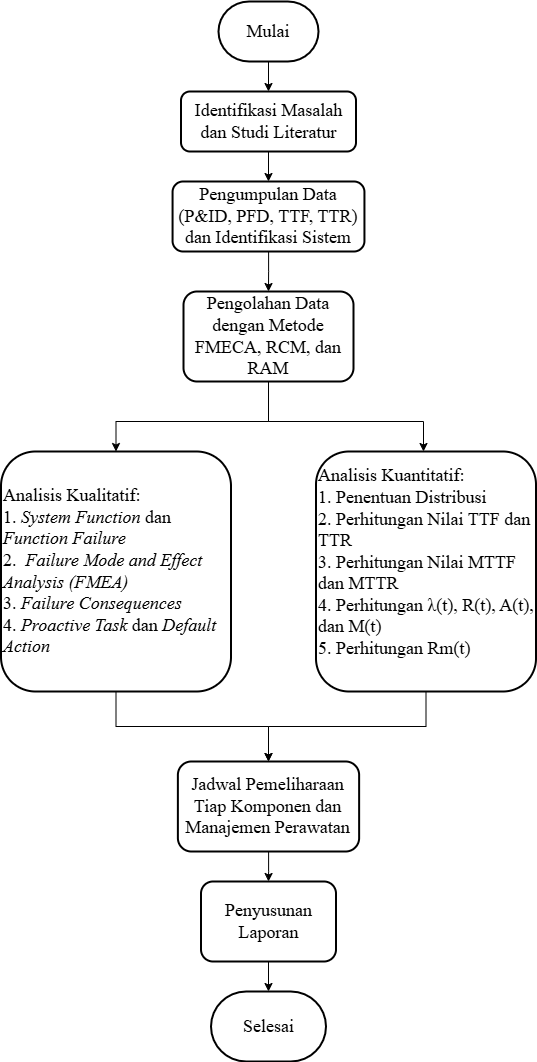 Mulai
Identifikasi Masalah
dan Studi Literatur
Pengumpulan Data
(P&ID, PFD, TTF, TTR)
dan Identifikasi Sistem
Pengolahan Data
dengan Metode
FMECA, RCM, dan
RAM
Analisis Kualitatif:
1. System Function dan
Function Failure
2. Failure Mode and Effect
Analysis (FMEA)
3. Failure Consequences
4. Proactive Task dan Default
Action
Analisis Kuantitatif:
1. Penentuan Distribusi
2. Perhitungan Nilai TTF dan
TTR
3. Perhitungan Nilai MTTF
dan MTTR
4. Perhitungan λ(t), R(t), A(t),
dan M(t)
5. Perhitungan Rm(t)
Jadwal Pemeliharaan
Tiap Komponen dan
Manajemen Perawatan
Penyusunan
Laporan
Selesai